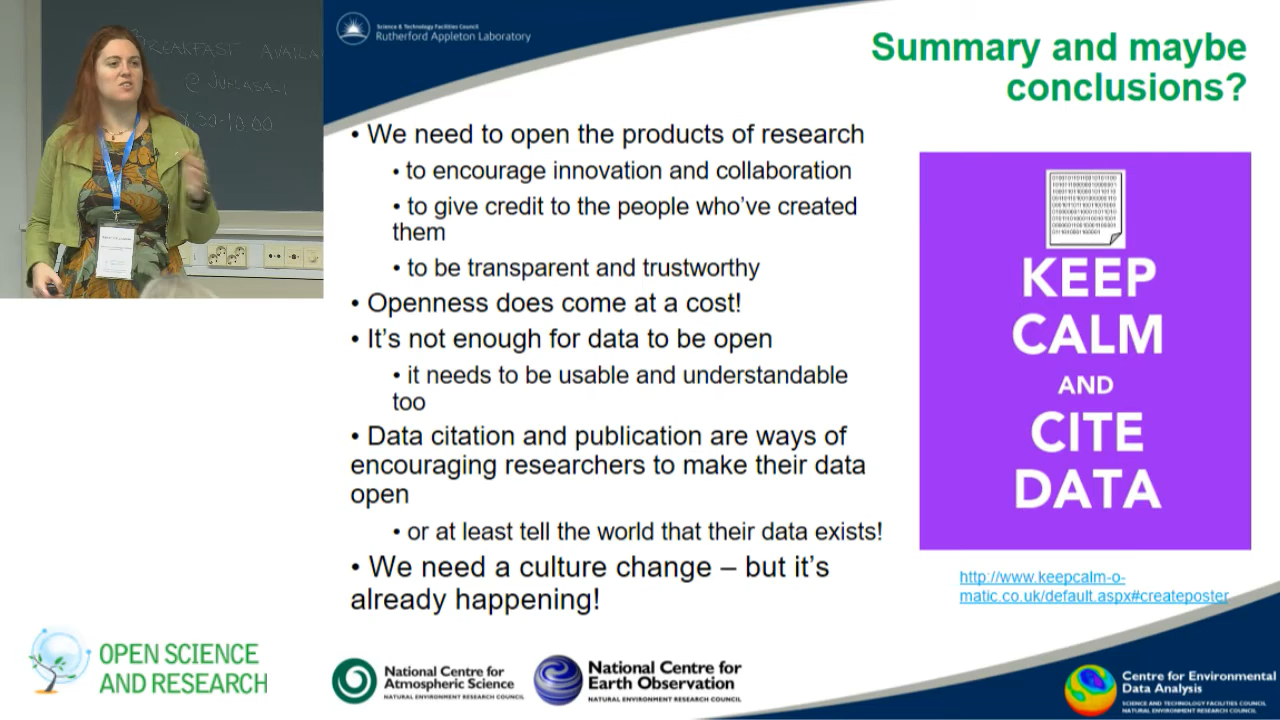 BREAKFAST AVAILA
@ JUHLASALI
Science & Technology Facilities Council
Rutherford Appleton Laboratory
Summary and maybe
conclusions?
• We need to open the products of research
• to encourage innovation and collaboration
• to give credit to the people who've created
them
• to be transparent and trustworthy
• Openness does come at a cost!
• It's not enough for data to be open
• it needs to be usable and understandable
too
• Data citation and publication are ways of
encouraging researchers to make their data
open
• or at least tell the world that their data exists!
• We need a culture change – but it's
already happening!
KEEP
CALM
AND
CITE
DATA
http://www.keepcalm-o-
matic.co.uk/default.aspx#createposter
OPEN SCIENCE
AND RESEARCH
National Centre for
Atmospheric Science
NATURAL ENVIRONMENT RESEARCH COUNCIL
National Centre for
Earth Observation
NATURAL ENVIRONMENT RESEARCH COUNCIL
Centre for Environmental
Data Analysis
SCIENCE AND TECHNOLOGY FACILITIES COUNCIL
NATURAL ENVIRONMENT RESEARCH COUNCIL